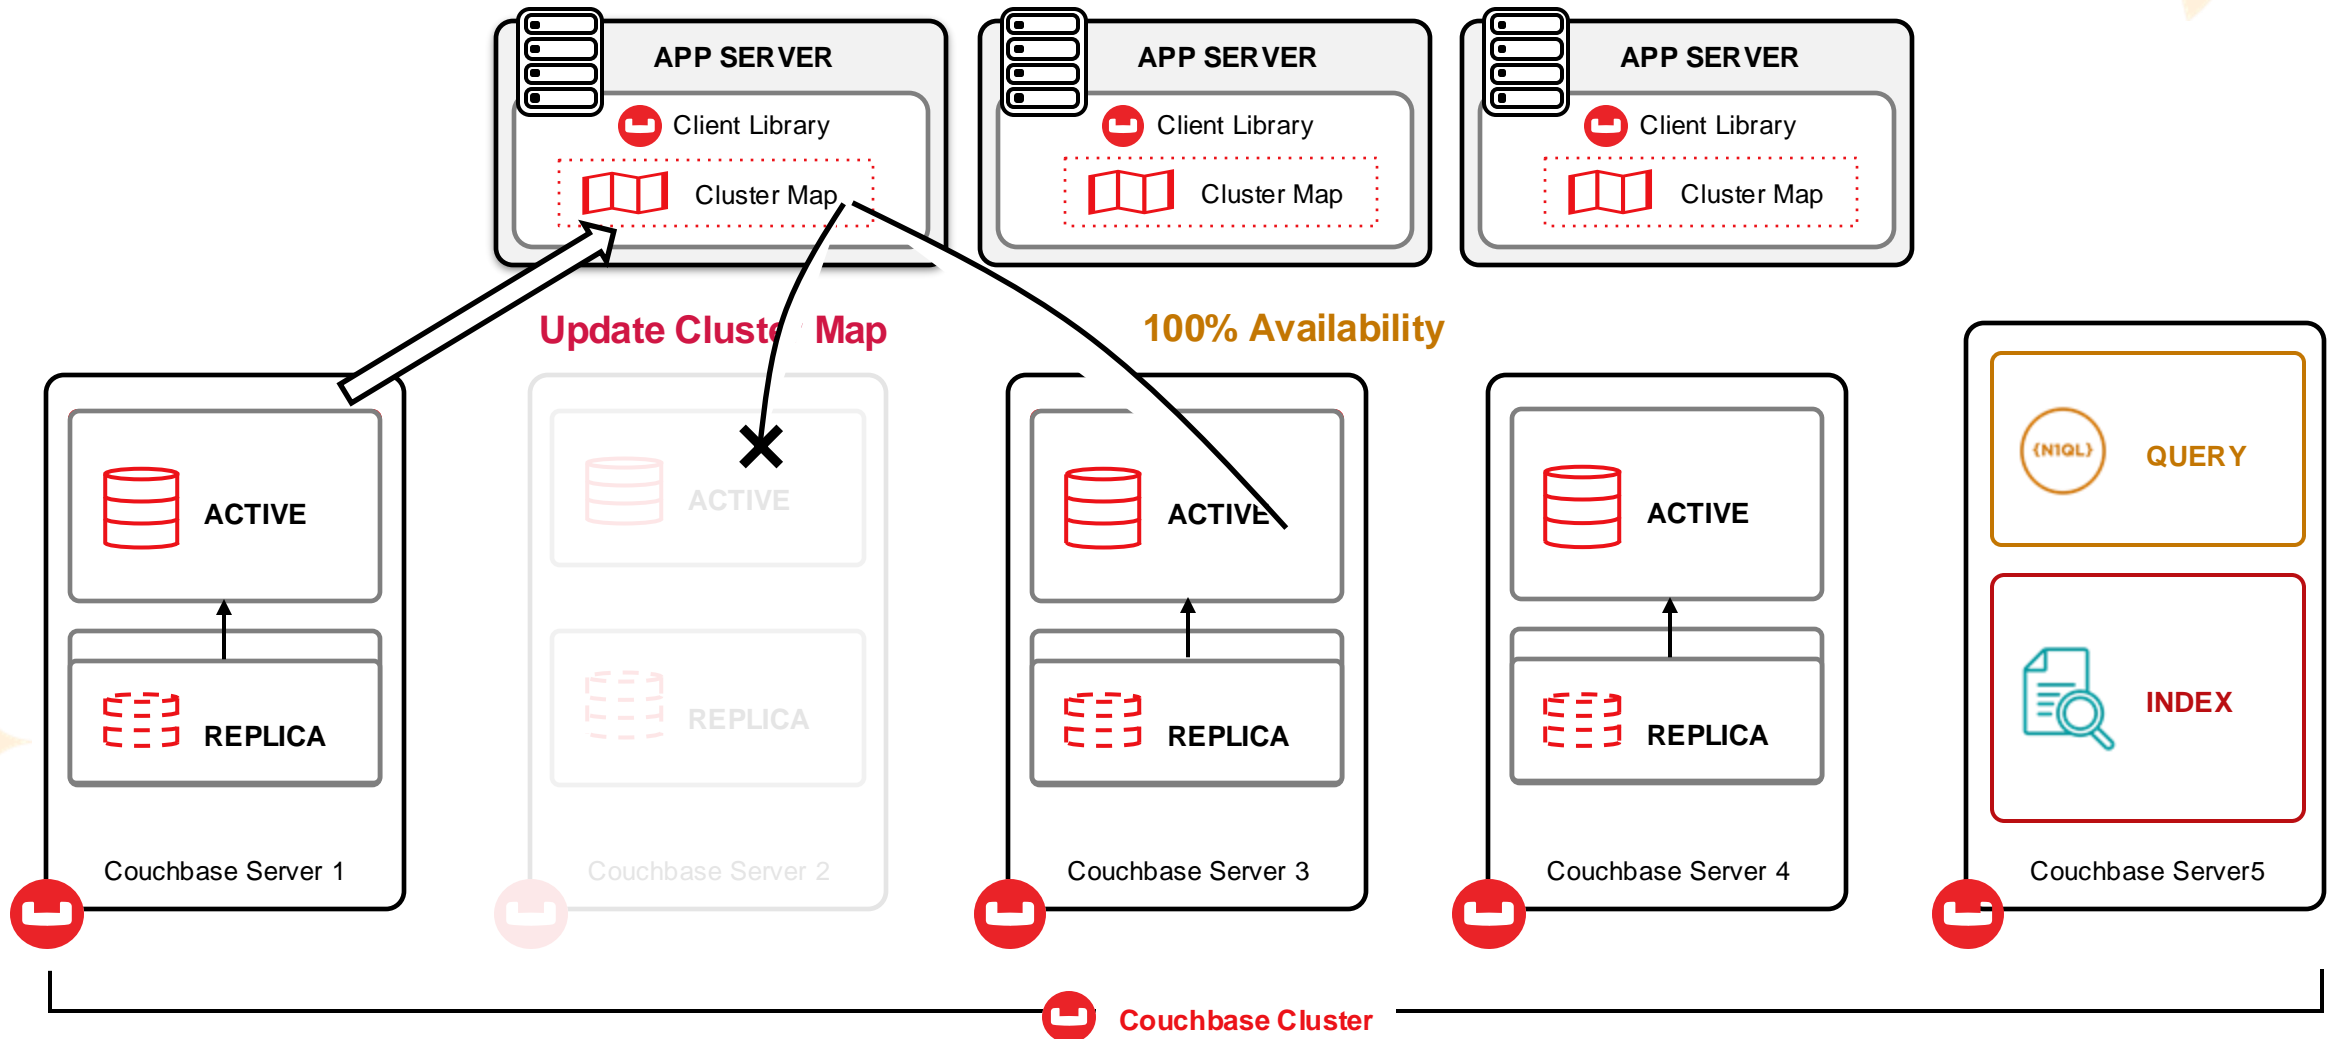 APP SERVER
Client Library
Cluster Map
APP SERVER
Client Library
Cluster Map
APP SERVER
Client Library
Cluster Map
Update Cluster Map
100% Availability
ACTIVE
REPLICA
Couchbase Server 1
ACTIVE
REPLICA
Couchbase Server 2
ACTIVE
REPLICA
Couchbase Server 3
ACTIVE
REPLICA
Couchbase Server 4
{N1QL}
QUERY
INDEX
Couchbase Server5
Couchbase Cluster